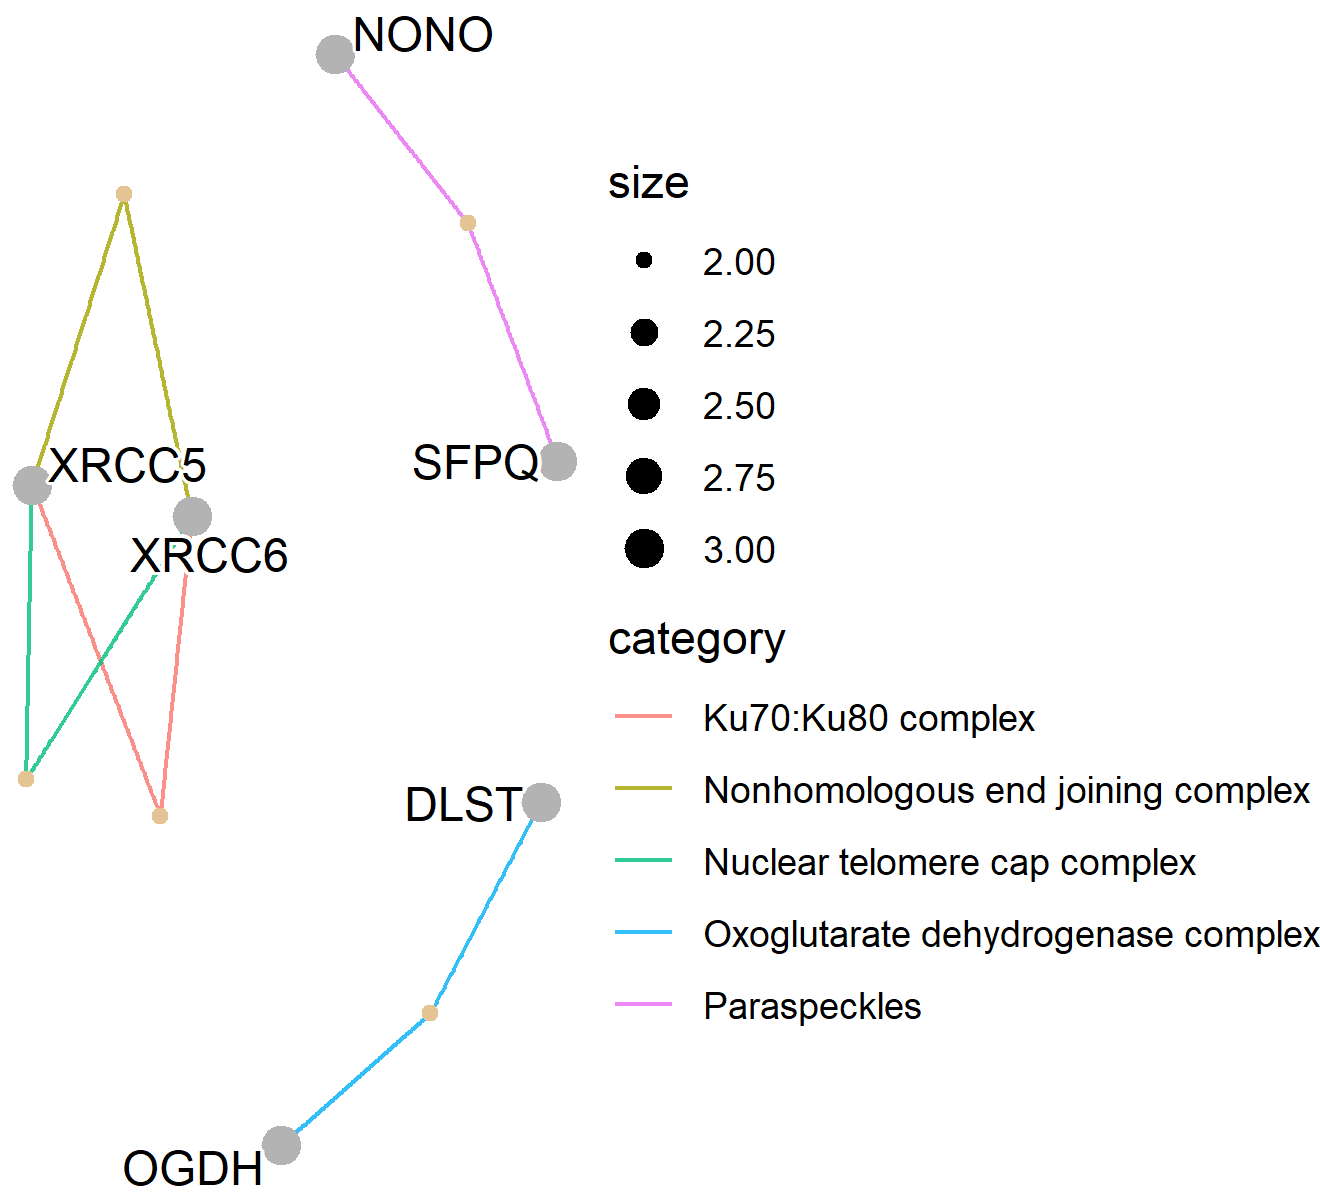 NONO
XRCC5
SFPQ
XRCC6
DLST
OGDH
size
2.00
2.25
2.50
2.75
3.00
category
Ku70:Ku80 complex
Nonhomologous end joining complex
Nuclear telomere cap complex
Oxoglutarate dehydrogenase complex
Paraspeckles